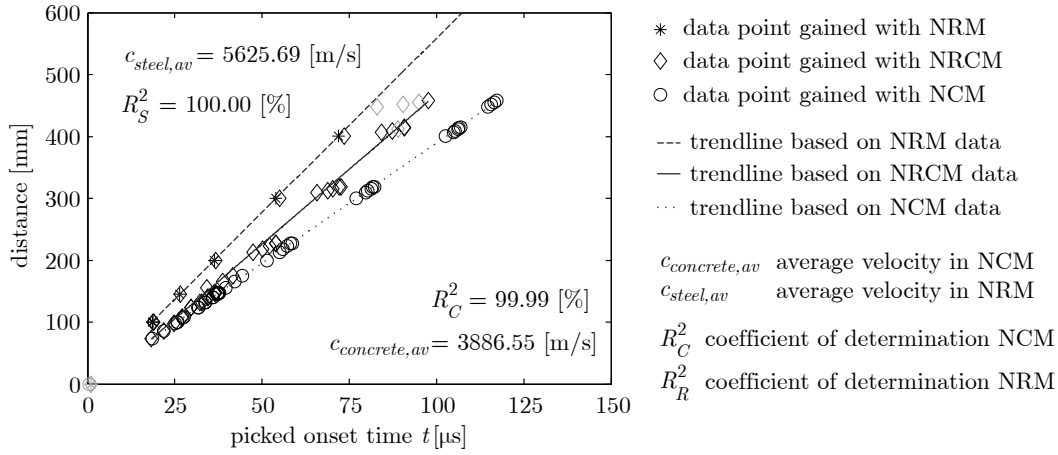 600
500
400
300
200
100
0
distance [mm]
0
25
50
75
100
125
150
picked onset time t [μs]
c_steel,av = 5625.69 [m/s]
R_S^2 = 100.00 [%]
R_C^2 = 99.99 [%]
c_concrete,av = 3886.55 [m/s]
data point gained with NRM
data point gained with NRCM
data point gained with NCM
trendline based on NRM data
trendline based on NRCM data
trendline based on NCM data
c_concrete,av average velocity in NCM
c_steel,av average velocity in NRM
R_C^2 coefficient of determination NCM
R_R^2 coefficient of determination NRM